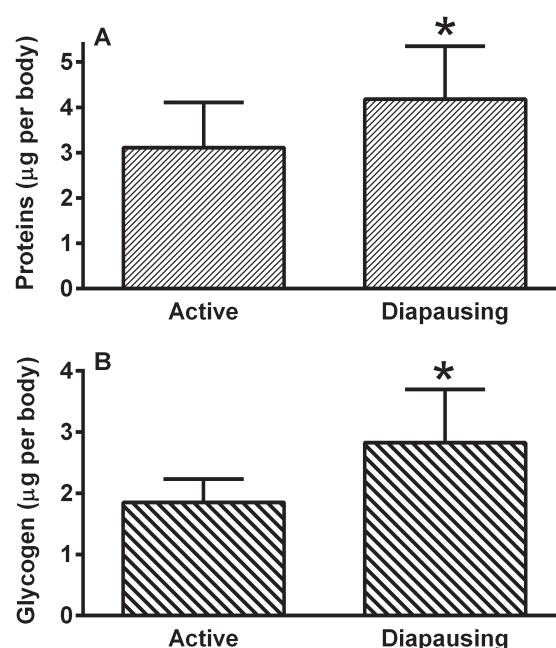 A
*
Proteins (μg per body)
5
4
3
2
1
0
Active Diapausing
B
*
Glycogen (μg per body)
4
3
2
1
0
Active Diapausing